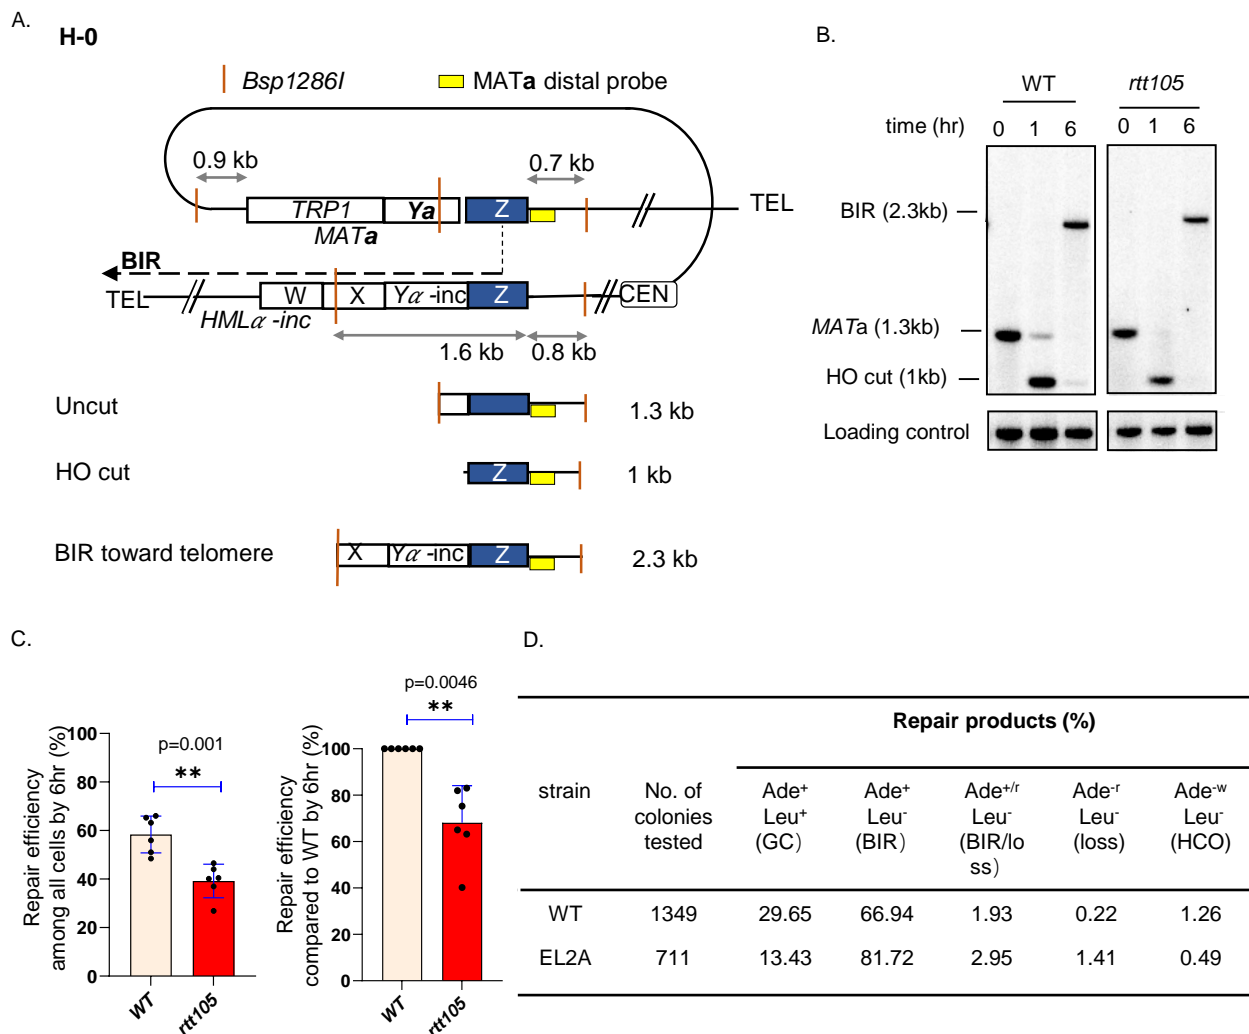 A.
H-0
Bsp1286I
MATa distal probe
0.9 kb
0.7 kb
TRP1
Ya
Z
TEL
MATa
BIR
TEL
W
X
Yα -inc
Z
CEN
HMLα -inc
1.6 kb
0.8 kb
Uncut
1.3 kb
HO cut
Z
1 kb
BIR toward telomere
X
Yα -inc
Z
2.3 kb
B.
WT
rtt105
time (hr)
0 1 6
0 1 6
BIR (2.3kb)
MATa (1.3kb)
HO cut (1kb)
Loading control
C.
Repair efficiency
among all cells by 6hr (%)
100
80
60
40
20
0
p=0.001
**
WT
rtt105
Repair efficiency
compared to WT by 6hr (%)
100
80
60
40
20
0
p=0.0046
**
WT
rtt105
D.
Repair products (%)
strain
No. of
colonies
tested
Ade+
Leu+
(GC)
Ade+
Leu-
(BIR)
Ade+/r
Leu-
(BIR/lo
ss)
Ade-r
Leu-
(loss)
Ade-w
Leu-
(HCO)
WT 1349 29.65 66.94 1.93 0.22 1.26
EL2A 711 13.43 81.72 2.95 1.41 0.49